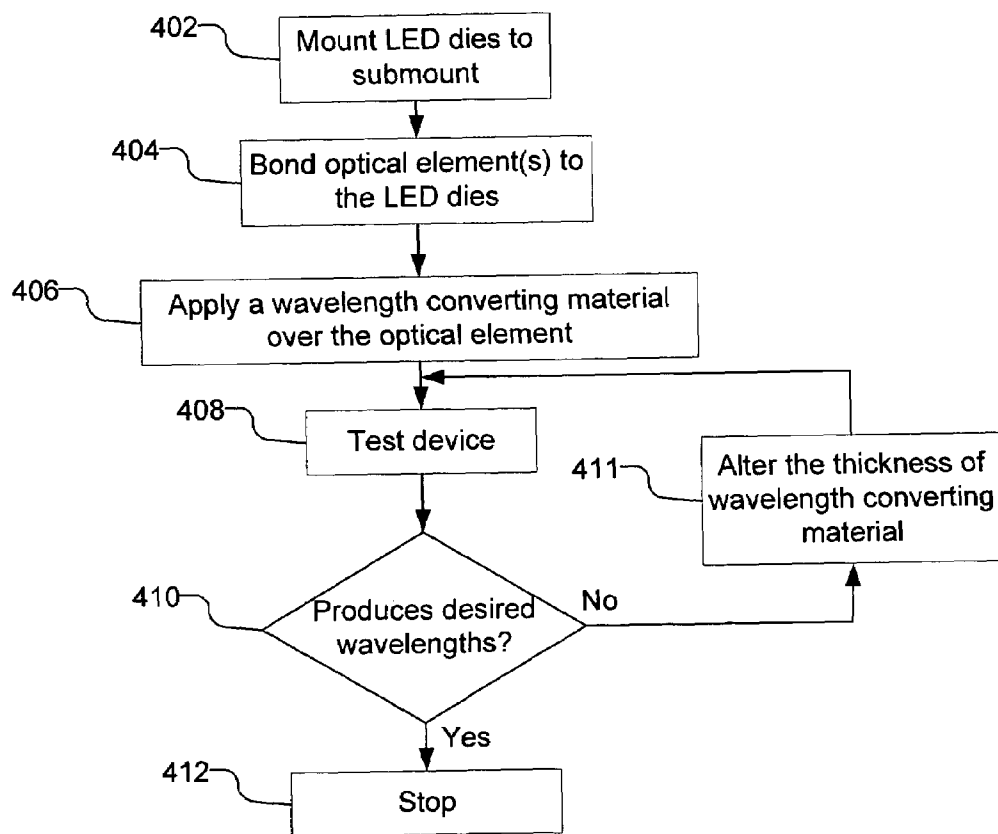 402
Mount LED dies to
submount
404
Bond optical element(s) to
the LED dies
406
Apply a wavelength converting material
over the optical element
408
Test device
411
Alter the thickness of
wavelength converting
material
410
Produces desired
wavelengths?
No
Yes
412
Stop